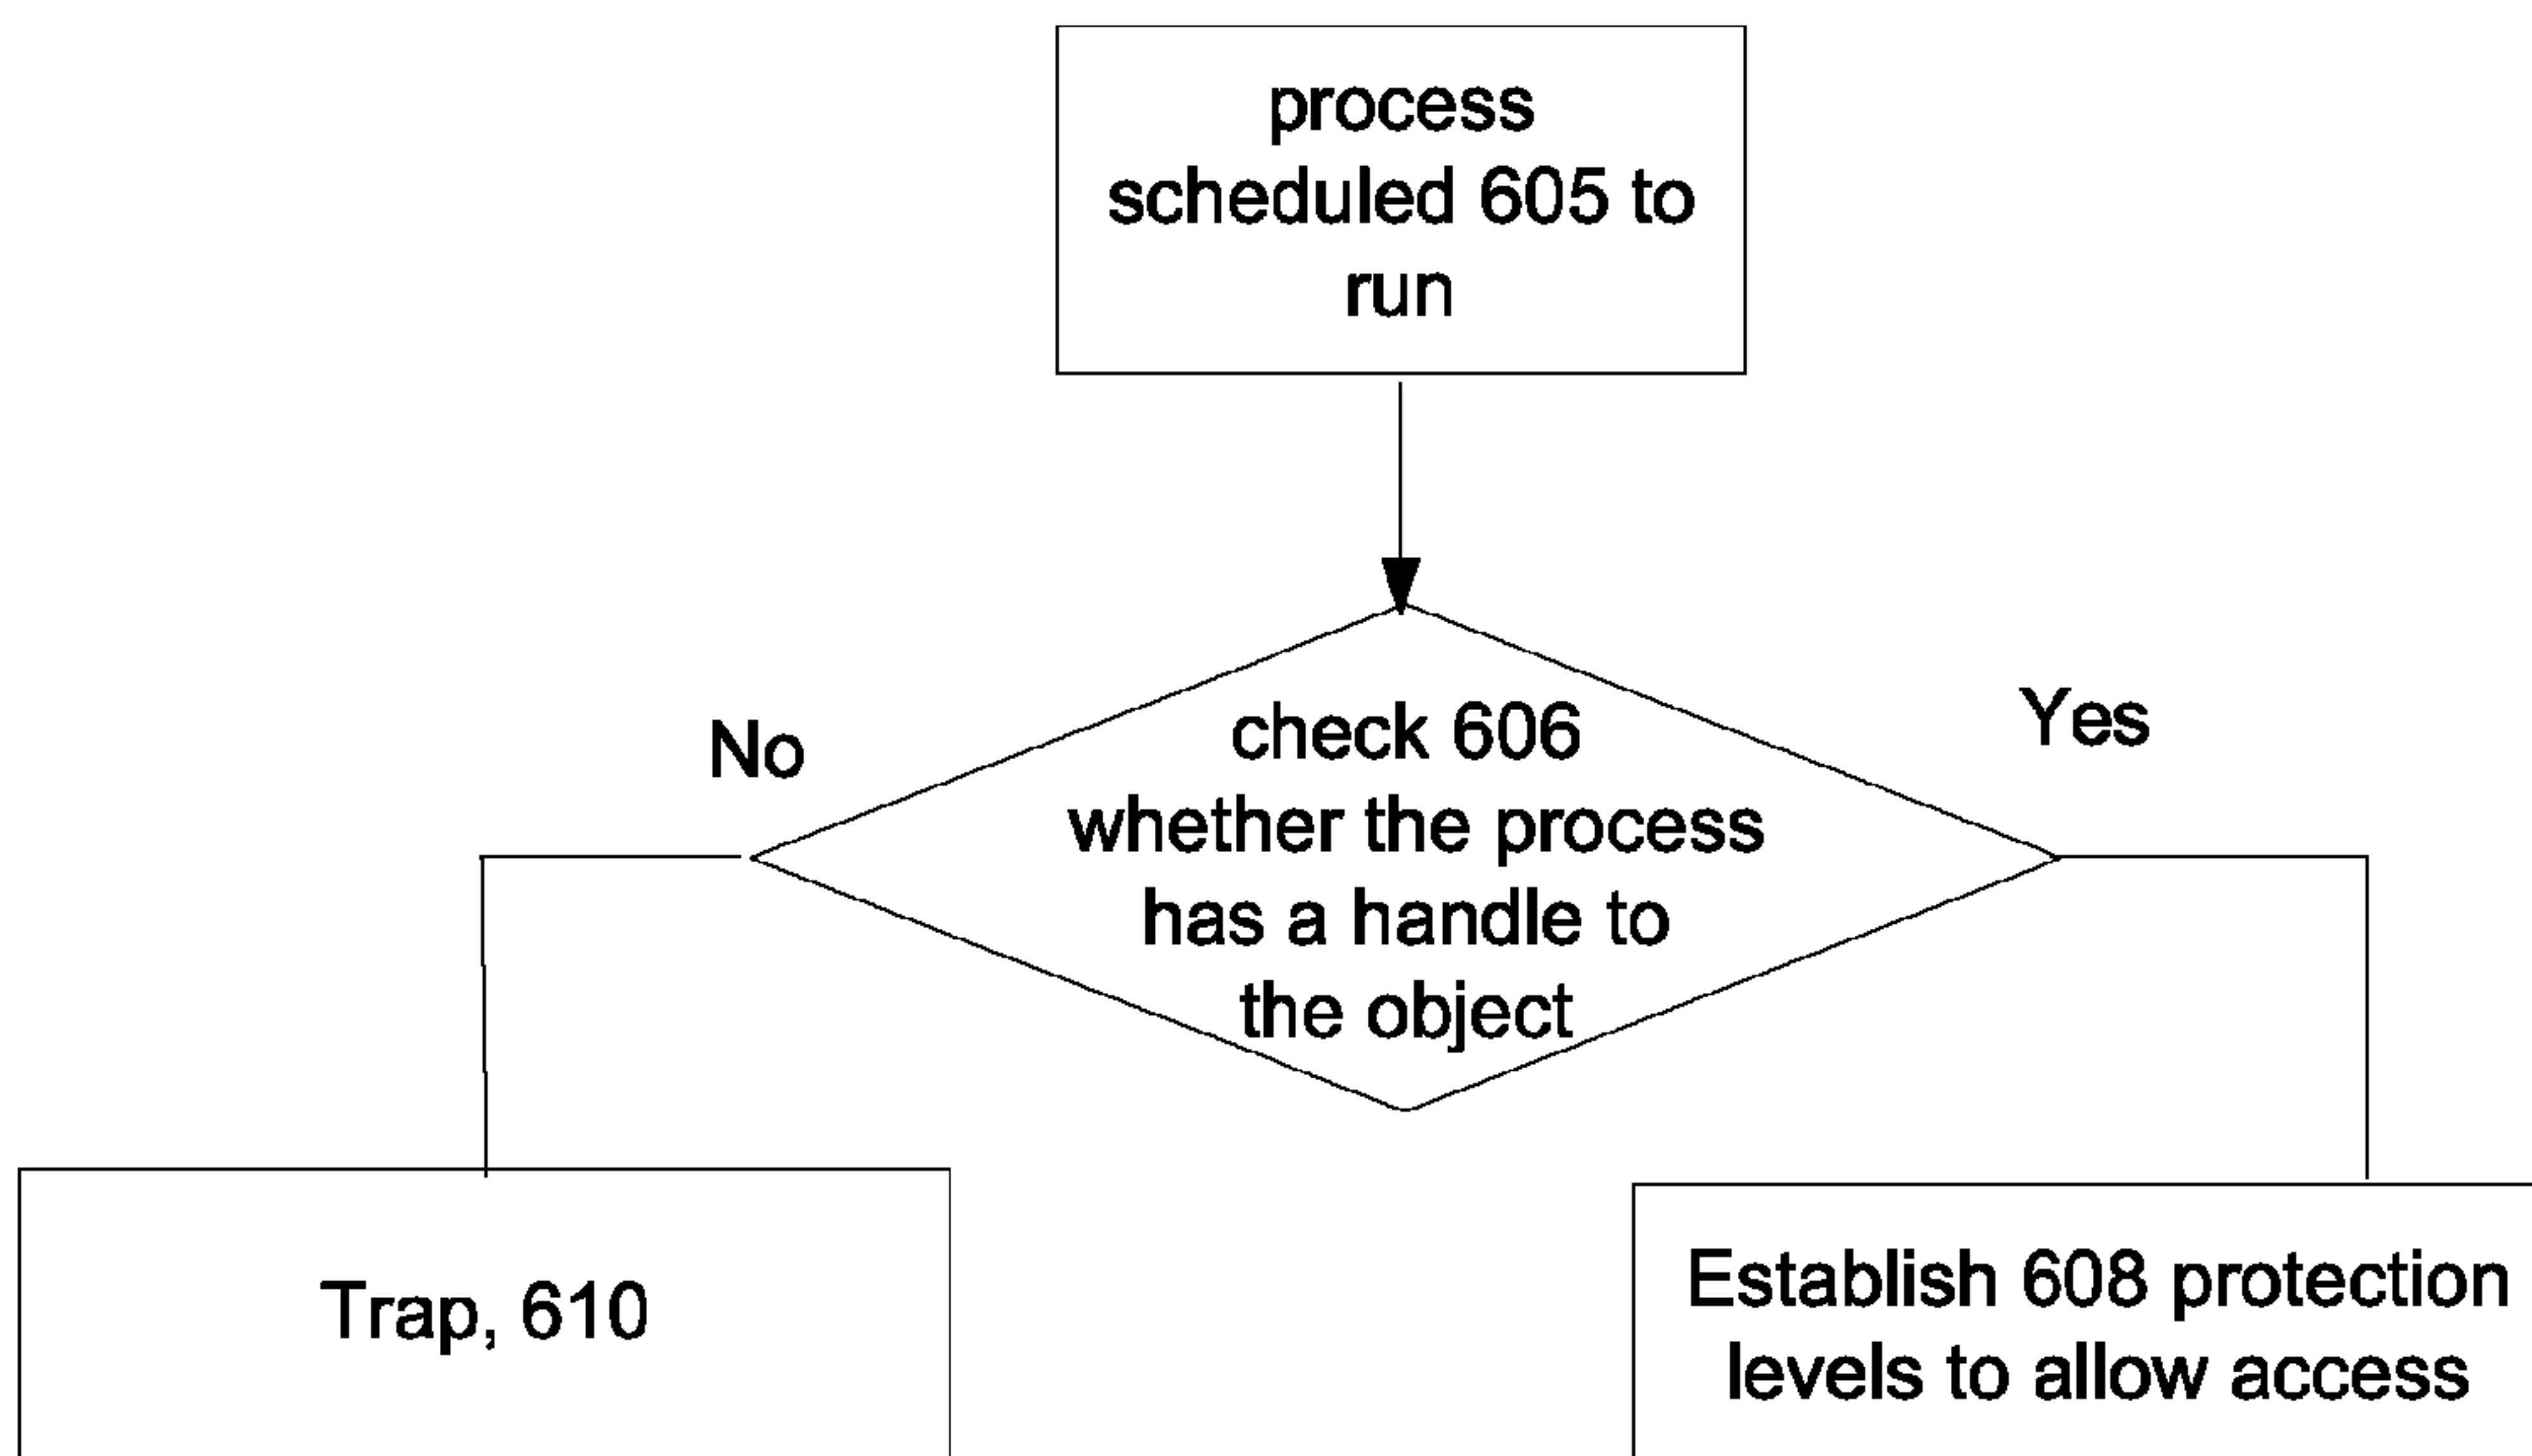 process
scheduled 605 to
run
No
Yes
check 606
whether the process
has a handle to
the object
Trap, 610
Establish 608 protection
levels to allow access